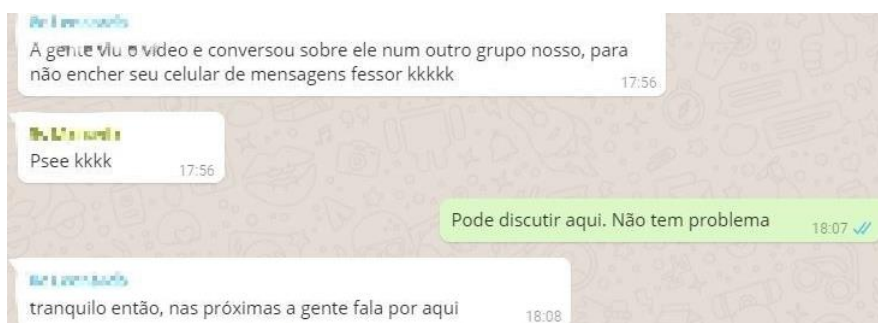 A gente viu o vídeo e conversou sobre ele num outro grupo nosso, para
não encher seu celular de mensagens fessor kkkkk
17:56
Psee kkkk
17:56
Pode discutir aqui. Não tem problema
18:07
tranquilo então, nas próximas a gente fala por aqui
18:08